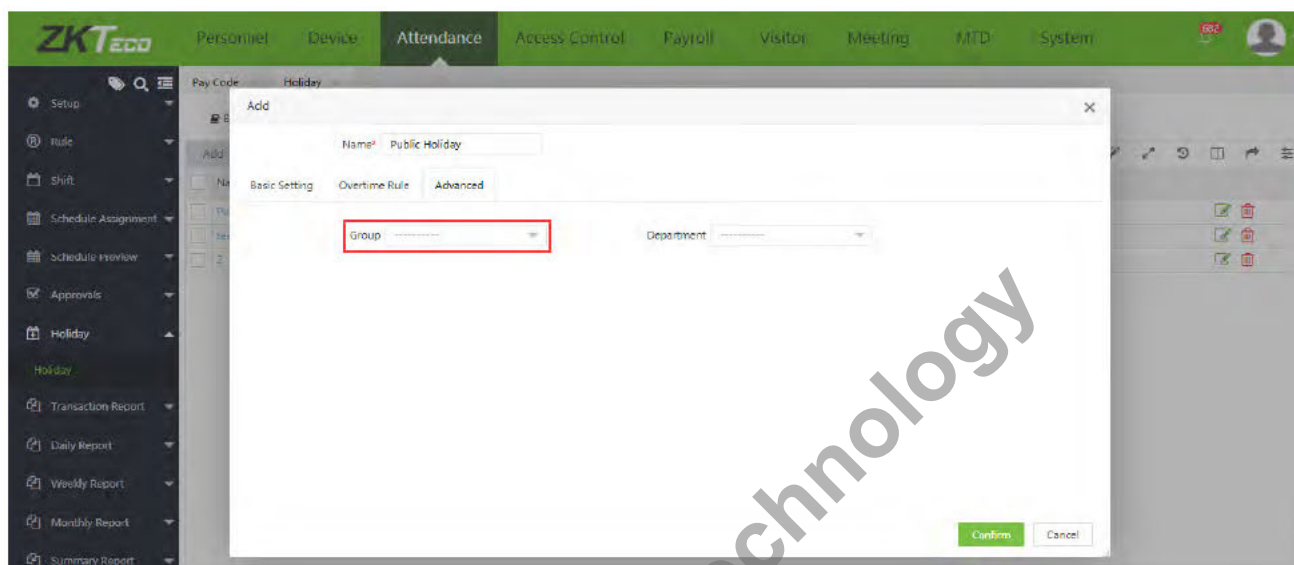 ZKTECO Personnel Device Attendance Access Control Payroll Visitor Meeting MTD System
Pay Code Holiday
Setup
Add
Name* Public Holiday
Rule
Add
Basic Setting Overtime Rule Advanced
Shift
Schedule Assignment
Group ---------- Department ----------
Schedule Preview
2
Approvals
Holiday
Holiday
Transaction Report
Daily Report
Weekly Report
Monthly Report
Confirm Cancel
Summary Report
chnology